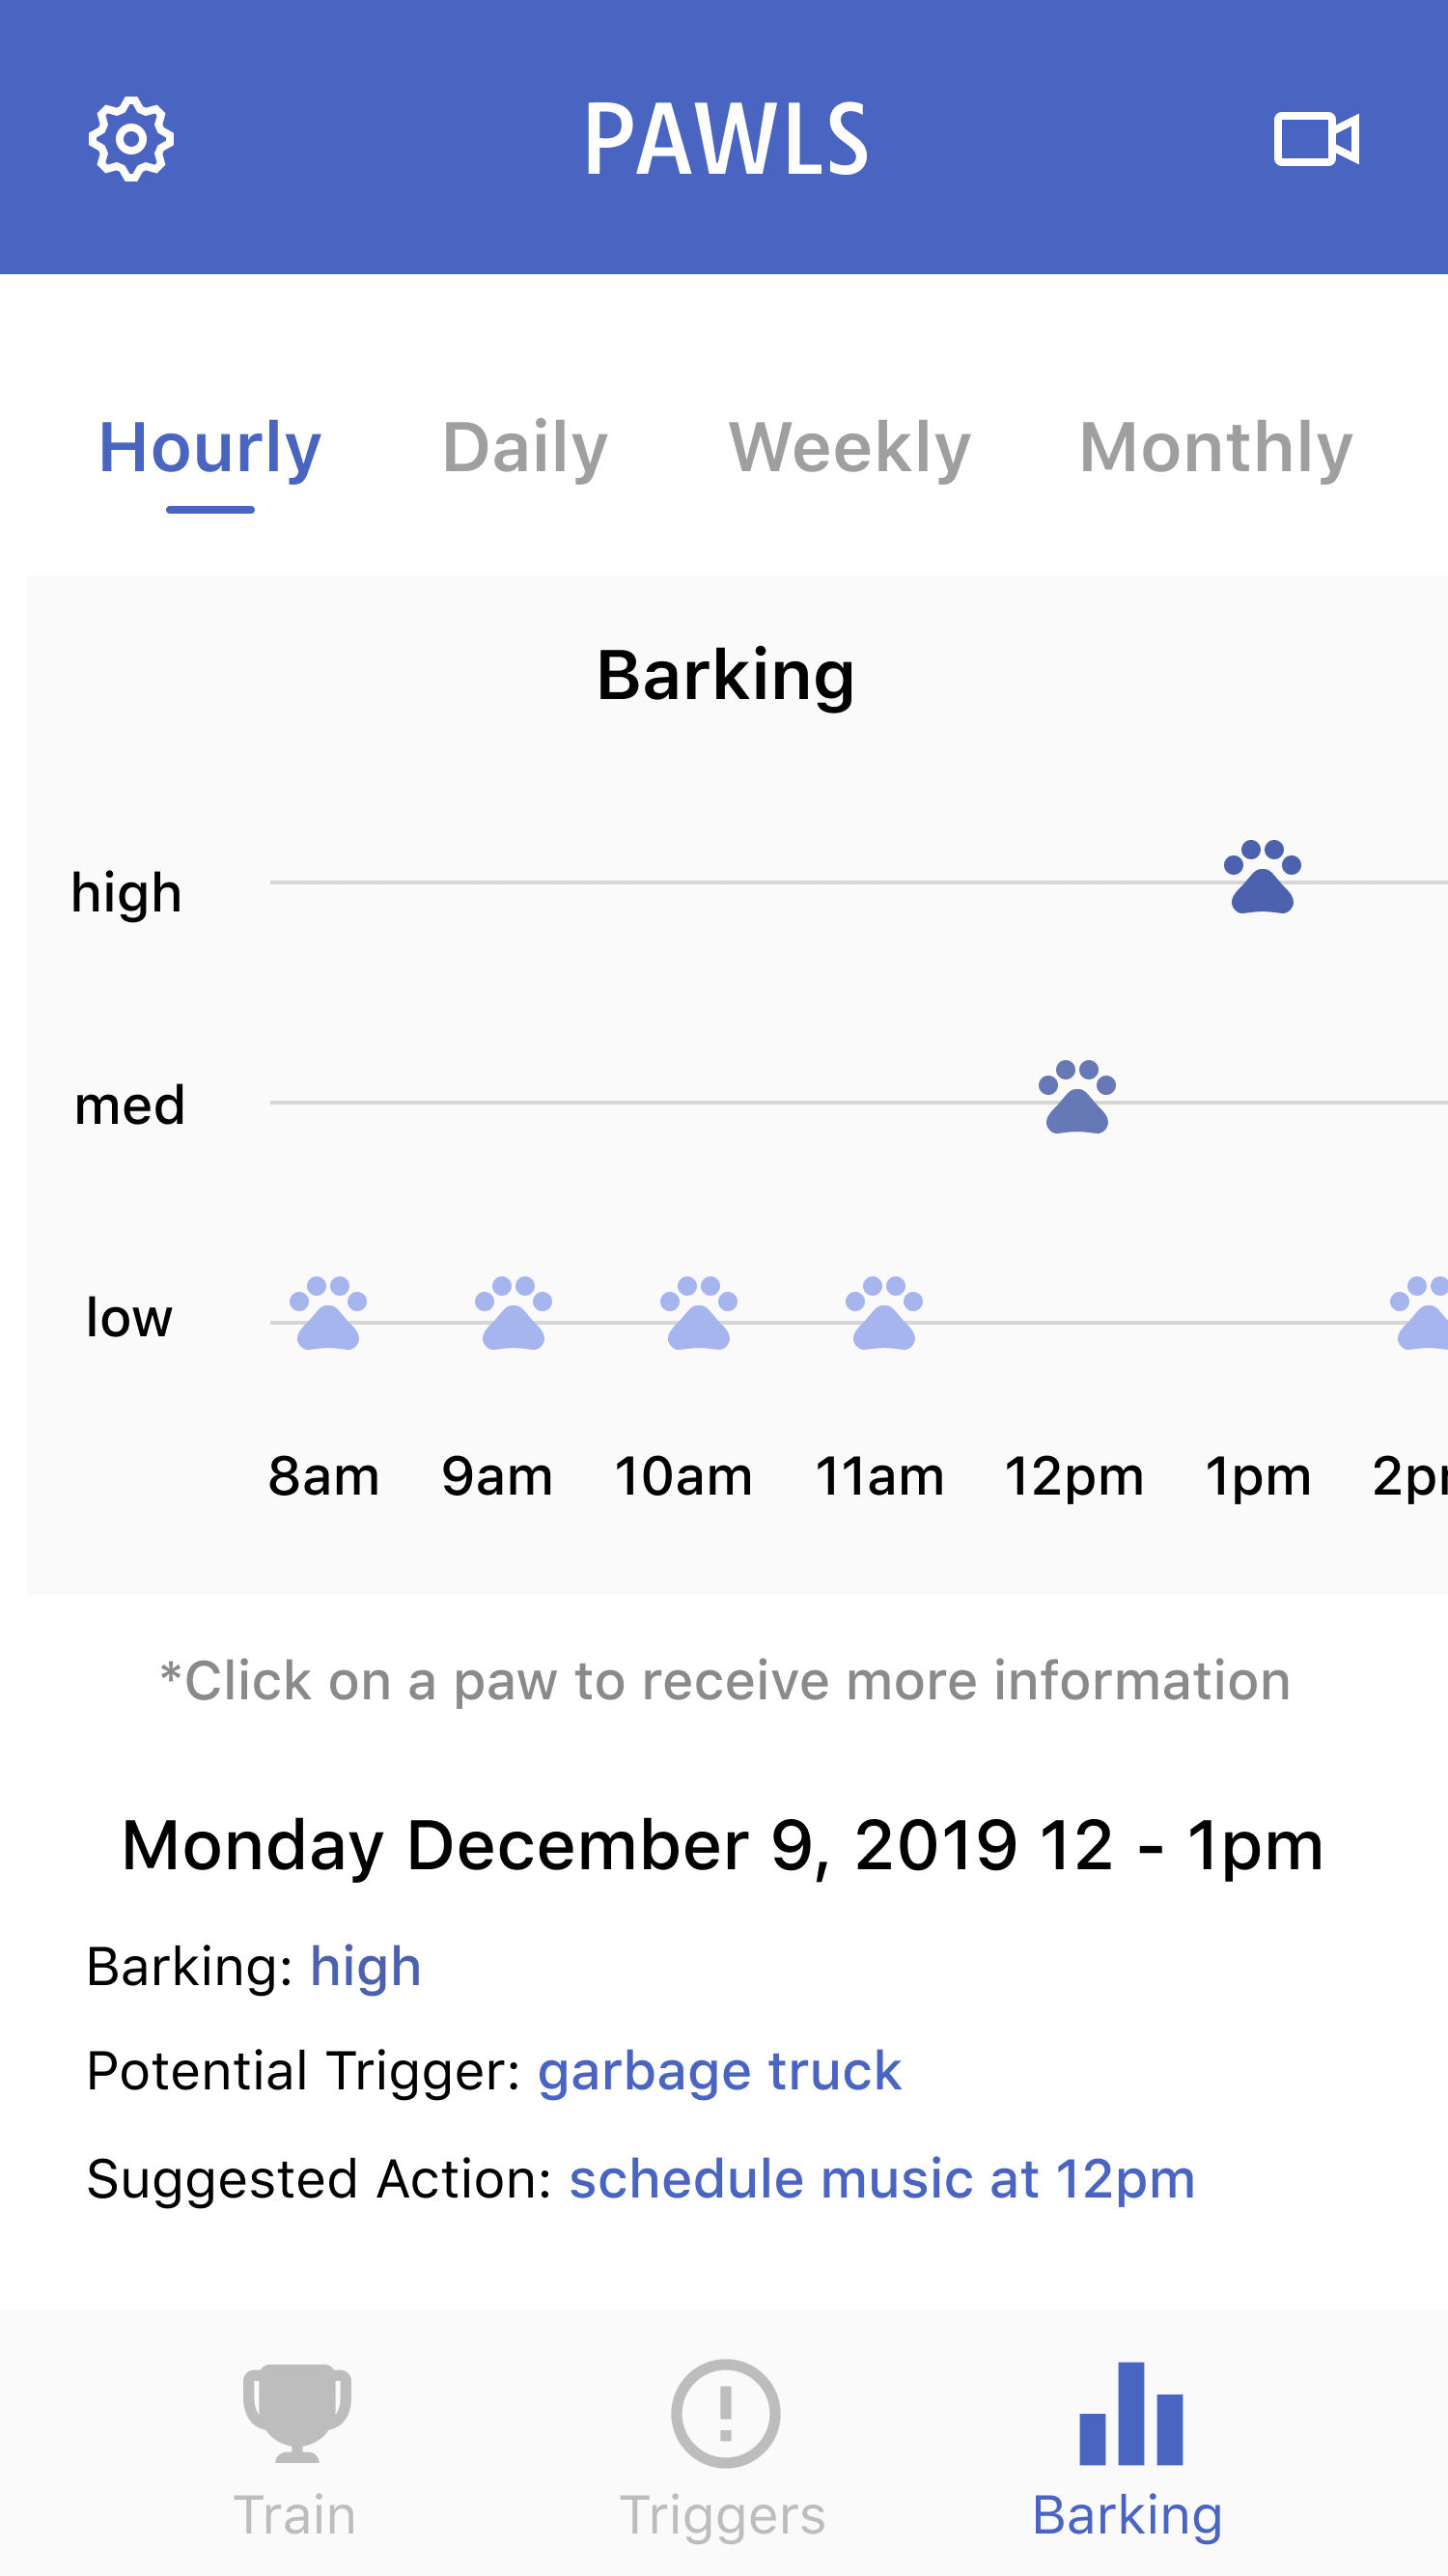 PAWLS
Hourly Daily Weekly Monthly
Barking
high
med
low
8am 9am 10am 11am 12pm 1pm 2p
*Click on a paw to receive more information
Monday December 9, 2019 12 - 1pm
Barking: high
Potential Trigger: garbage truck
Suggested Action: schedule music at 12pm
Train Triggers Barking